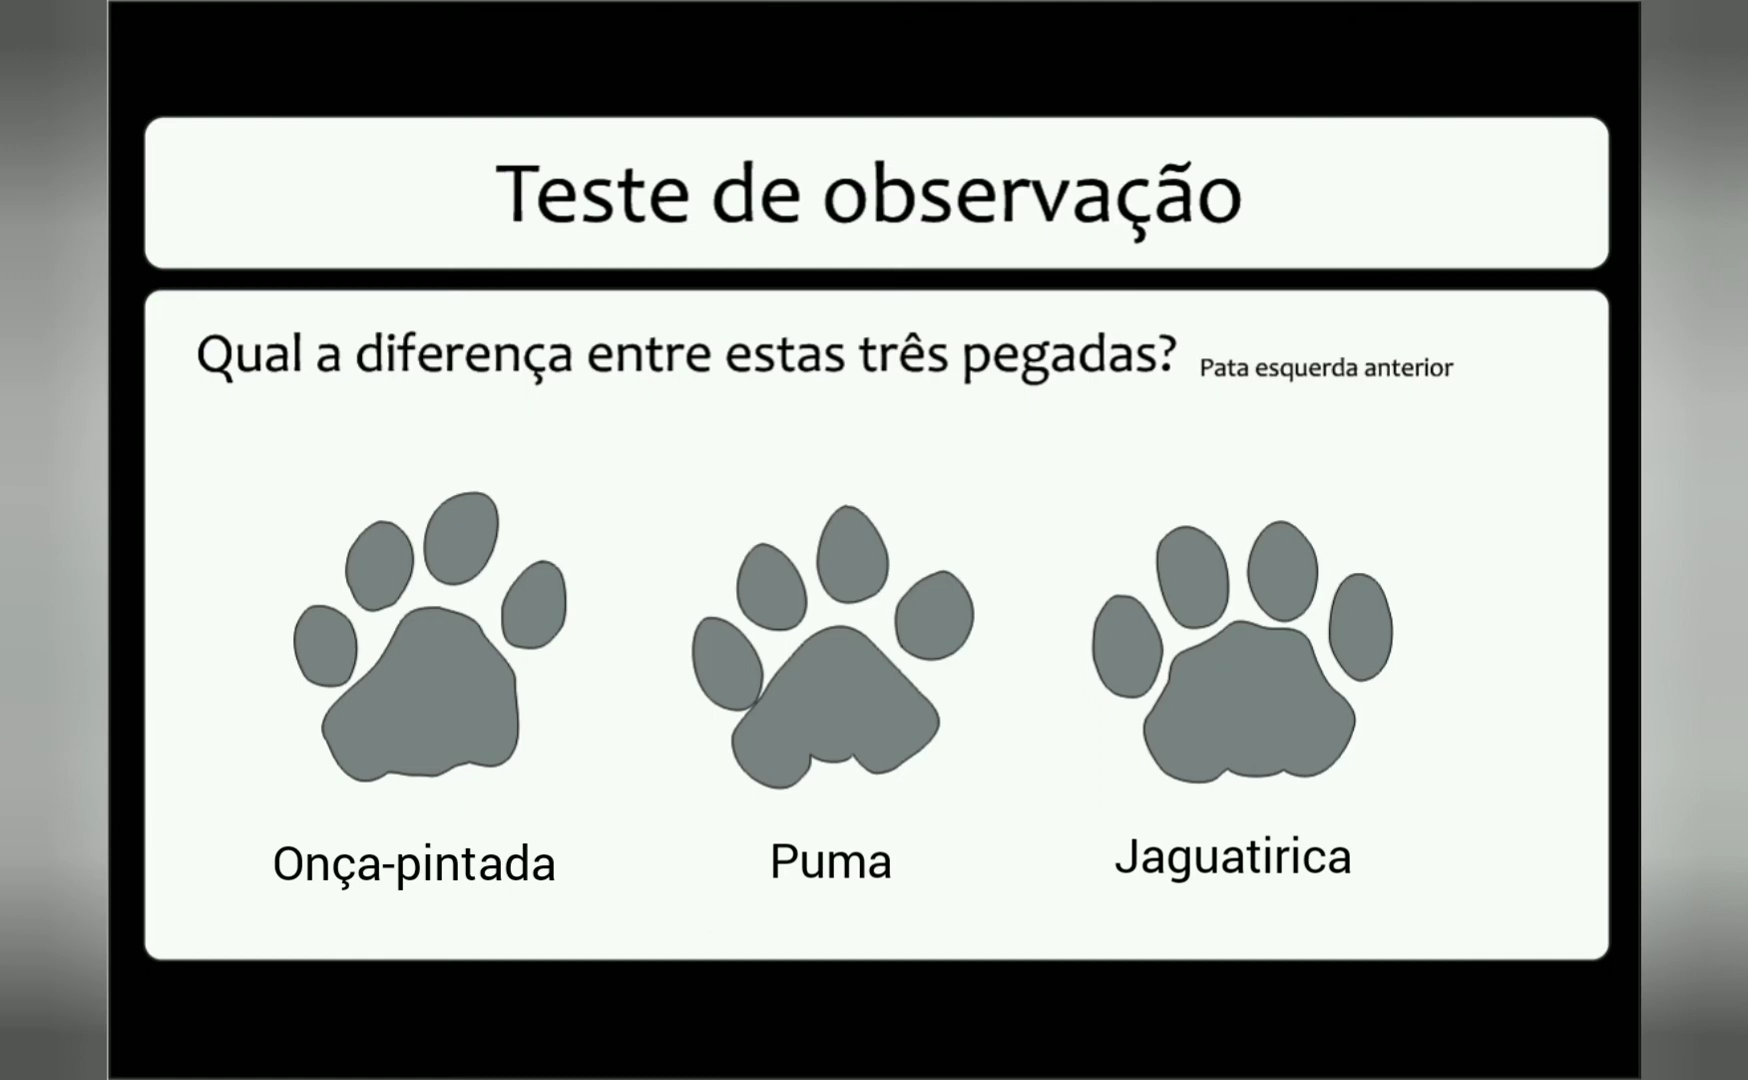 Teste de observação
Qual a diferença entre estas três pegadas? Pata esquerda anterior
Onça-pintada Puma Jaguatirica